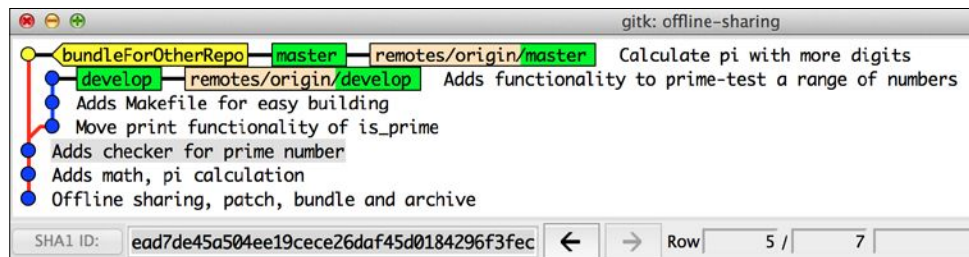 gitk: offline-sharing
bundleForOtherRepo master remotes/origin/master Calculate pi with more digits
develop remotes/origin/develop Adds functionality to prime-test a range of numbers
Adds Makefile for easy building
Move print functionality of is_prime
Adds checker for prime number
Adds math, pi calculation
Offline sharing, patch, bundle and archive
SHA1 ID: ead7de45a504ee19cece26daf45d0184296f3fec ← → Row 5 / 7